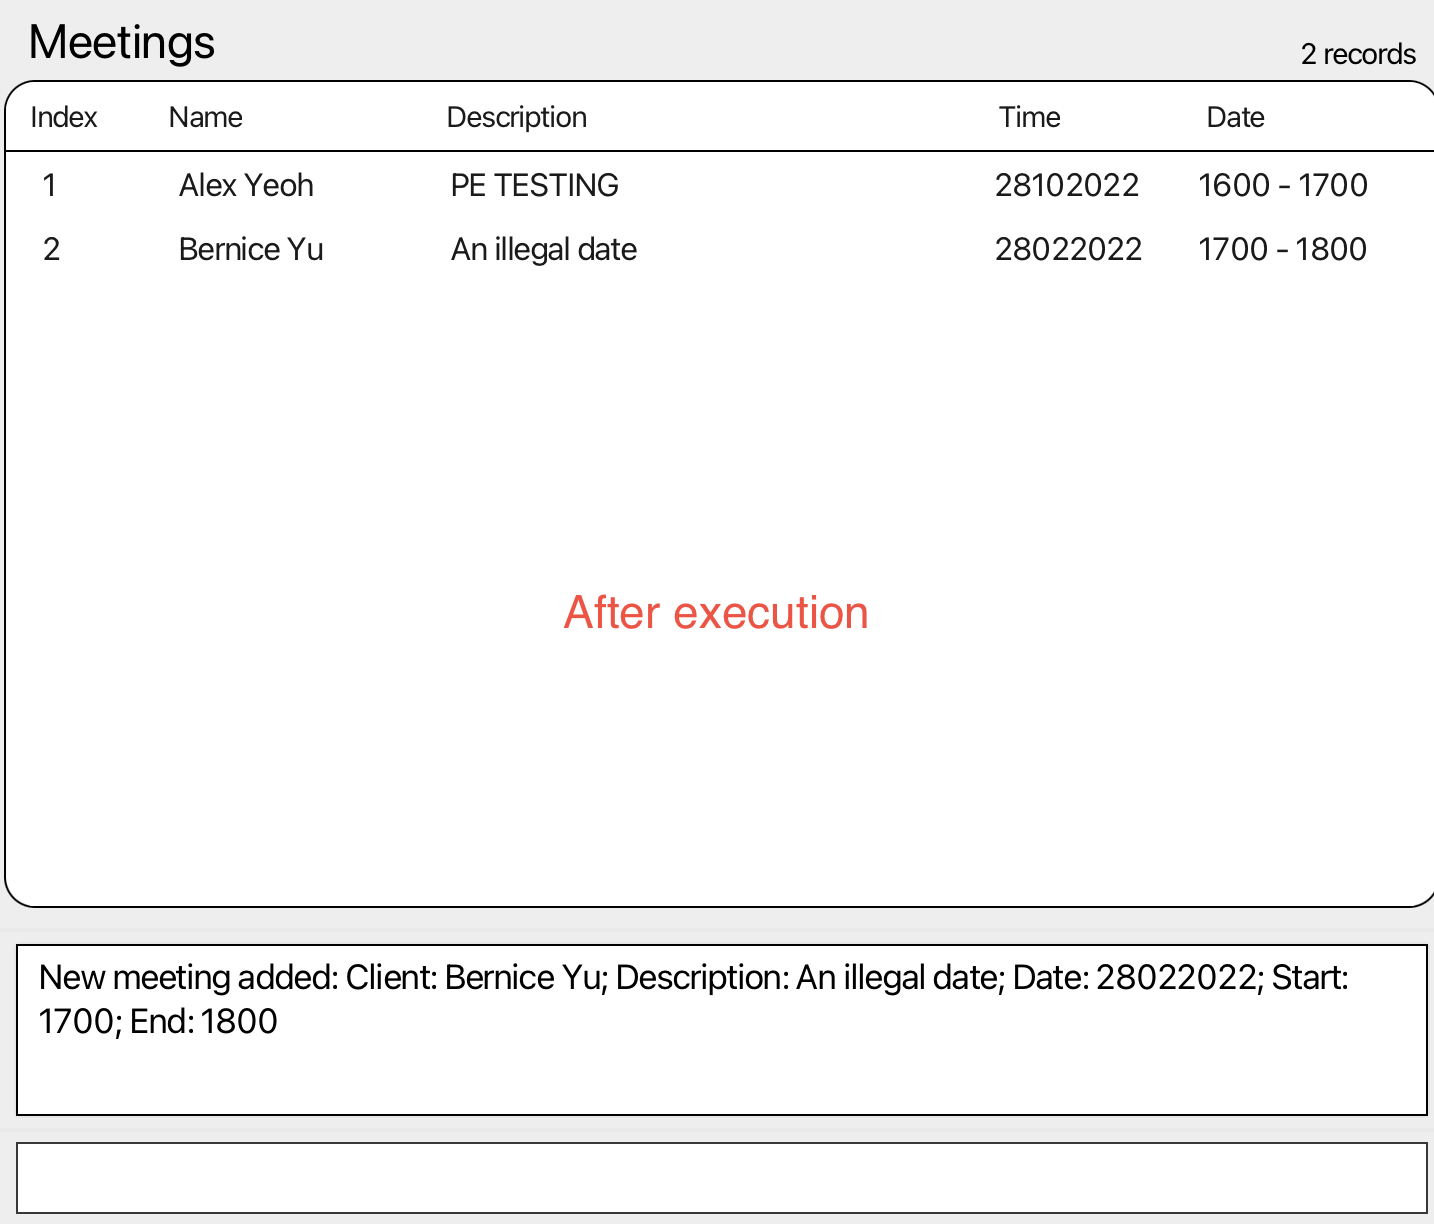 Meetings
2 records
Index Name Description Time Date
1 Alex Yeoh PE TESTING 28102022 1600 - 1700
2 Bernice Yu An illegal date 28022022 1700 - 1800
After execution
New meeting added: Client: Bernice Yu; Description: An illegal date; Date: 28022022; Start:
1700; End: 1800